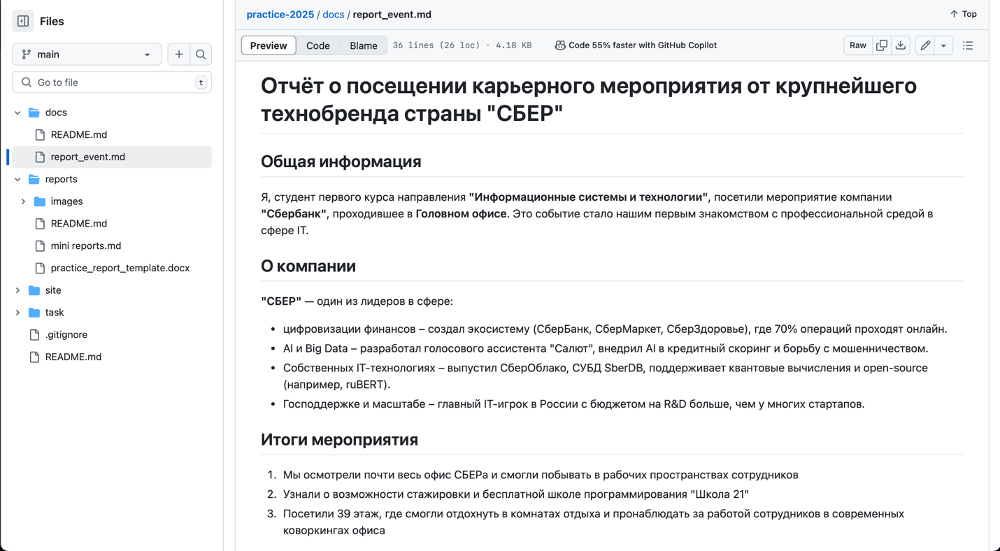 Files
main
Go to file
t
docs
README.md
report_event.md
reports
images
README.md
mini reports.md
practice_report_template.docx
site
task
.gitignore
README.md
practice-2025 / docs / report_event.md
Top
Preview Code Blame 36 lines (26 loc) · 4.18 KB Code 55% faster with GitHub Copilot Raw
Отчёт о посещении карьерного мероприятия от крупнейшего
технобренда страны "СБЕР"
Общая информация
Я, студент первого курса направления "Информационные системы и технологии", посетили мероприятие компании
"Сбербанк", проходившее в Головном офисе. Это событие стало нашим первым знакомством с профессиональной средой в
сфере IT.
О компании
"СБЕР" — один из лидеров в сфере:
• цифровизации финансов – создал экосистему (СберБанк, СберМаркет, СберЗдоровье), где 70% операций проходят онлайн.
• AI и Big Data – разработал голосового ассистента "Салют", внедрил AI в кредитный скоринг и борьбу с мошенничеством.
• Собственных IT-технологиях – выпустил СберОблако, СУБД SberDB, поддерживает квантовые вычисления и open-source
(например, ruBERT).
• Господдержке и масштабе – главный IT-игрок в России с бюджетом на R&D больше, чем у многих стартапов.
Итоги мероприятия
1. Мы осмотрели почти весь офис СБЕРа и смогли побывать в рабочих пространствах сотрудников
2. Узнали о возможности стажировки и бесплатной школе программирования "Школа 21"
3. Посетили 39 этаж, где смогли отдохнуть в комнатах отдыха и пронаблюдать за работой сотрудников в современных
коворкингах офиса